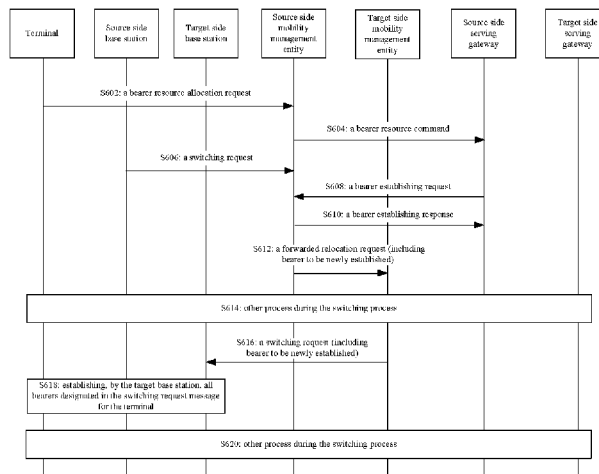 Terminal
Source side
base station
Target side
base station
Source side
mobility
management
entity
Target side
mobility
management
entity
Source side
serving
gateway
Target side
serving
gateway
S602: a bearer resource allocation request
S604: a bearer resource command
S606: a switching request
S608: a bearer establishing request
S610: a bearer establishing response
S612: a forwarded relocation request (including
bearer to be newly established)
S614: other process during the switching process
S616: a switching request (including
bearer to be newly established)
S618: establishing, by the target base station, all
bearers designated in the switching request message
for the terminal
S620: other process during the switching process